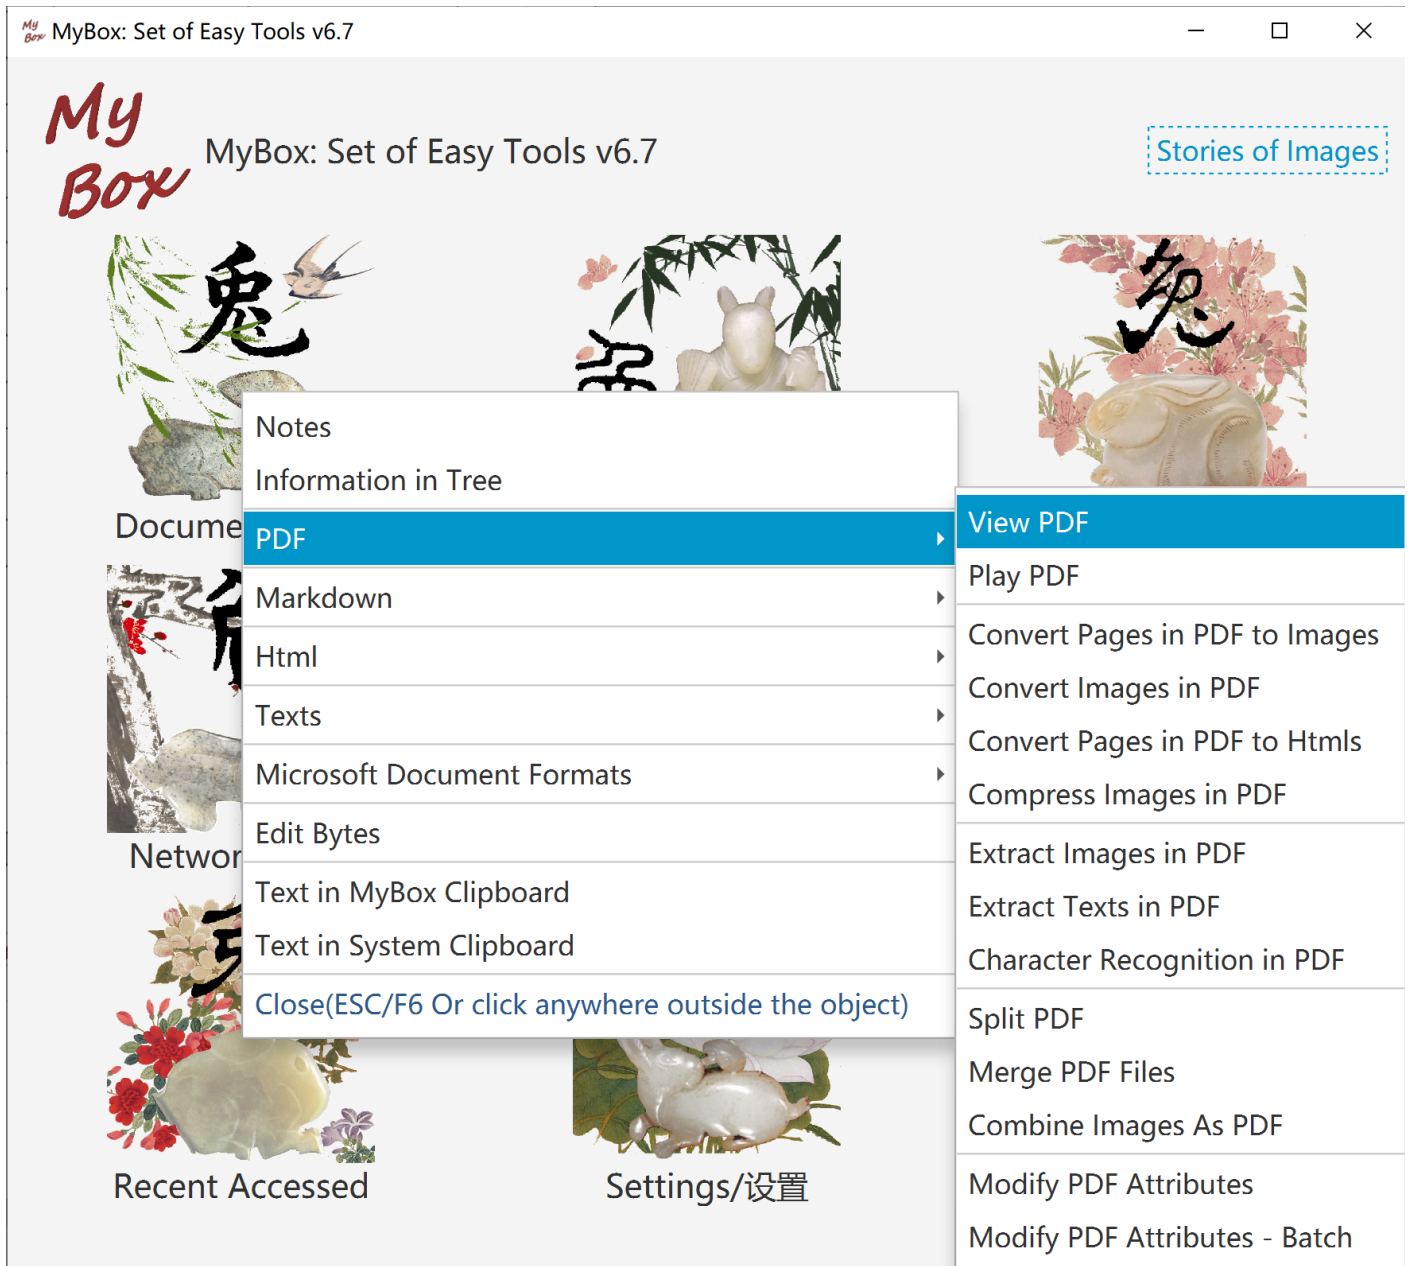 My Box MyBox: Set of Easy Tools v6.7
My
Box
MyBox: Set of Easy Tools v6.7
Stories of Images
兔
兔
Docume
Notes
Information in Tree
PDF
Markdown
Html
Texts
Microsoft Document Formats
Edit Bytes
Text in MyBox Clipboard
Text in System Clipboard
Close(ESC/F6 Or click anywhere outside the object)
View PDF
Play PDF
Convert Pages in PDF to Images
Convert Images in PDF
Convert Pages in PDF to Htmls
Compress Images in PDF
Extract Images in PDF
Extract Texts in PDF
Character Recognition in PDF
Split PDF
Merge PDF Files
Combine Images As PDF
Modify PDF Attributes
Modify PDF Attributes - Batch
Networ
Recent Accessed
Settings/设置